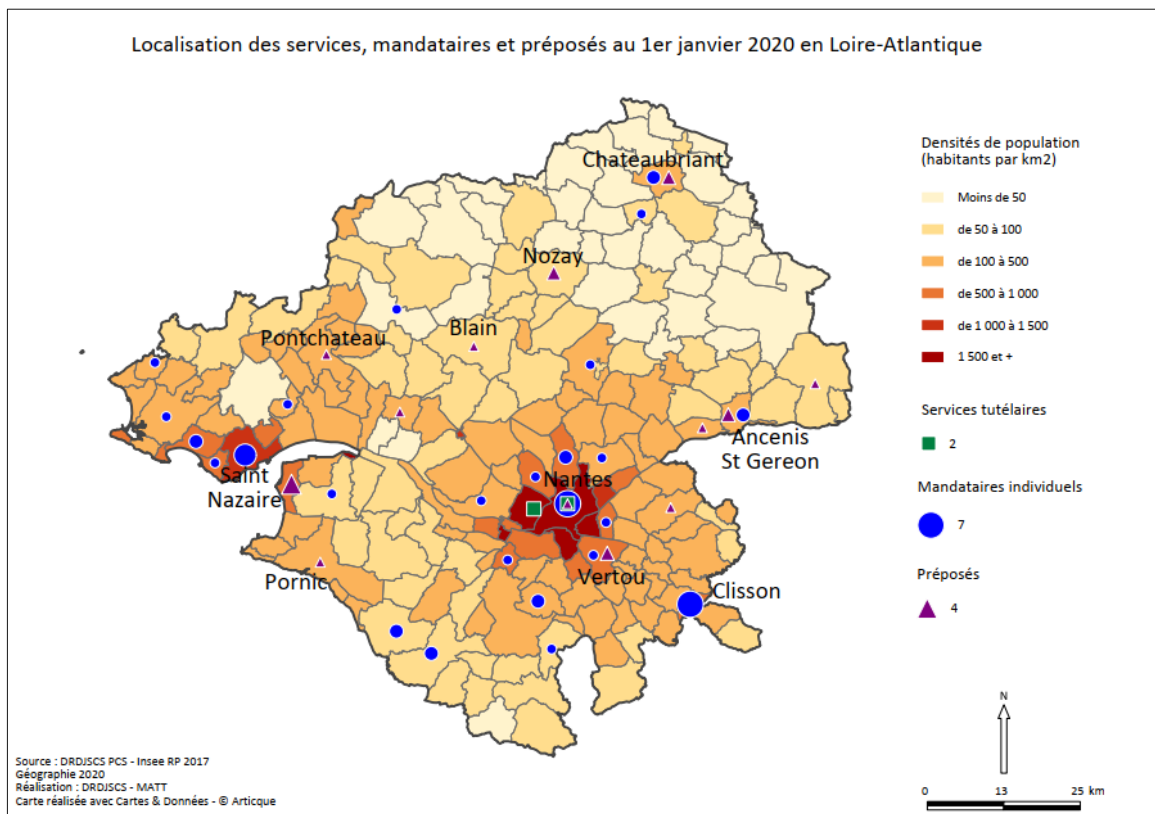 Localisation des services, mandataires et préposés au 1er janvier 2020 en Loire-Atlantique
Chateaubriant
Nozay
Blain
Pontchateau
Ancenis
St Gereon
Saint
Nazaire
Nantes
Pornic
Vertou
Clisson
Densités de population
(habitants par km2)
Moins de 50
de 50 à 100
de 100 à 500
de 500 à 1 000
de 1 000 à 1 500
1 500 et +
Services tutélaires
2
Mandataires individuels
7
Préposés
4
N
0 13 25 km
Source : DRDJSCS PCS - Insee RP 2017
Géographie 2020
Réalisation : DRDJSCS - MATT
Carte réalisée avec Cartes & Données - © Articque